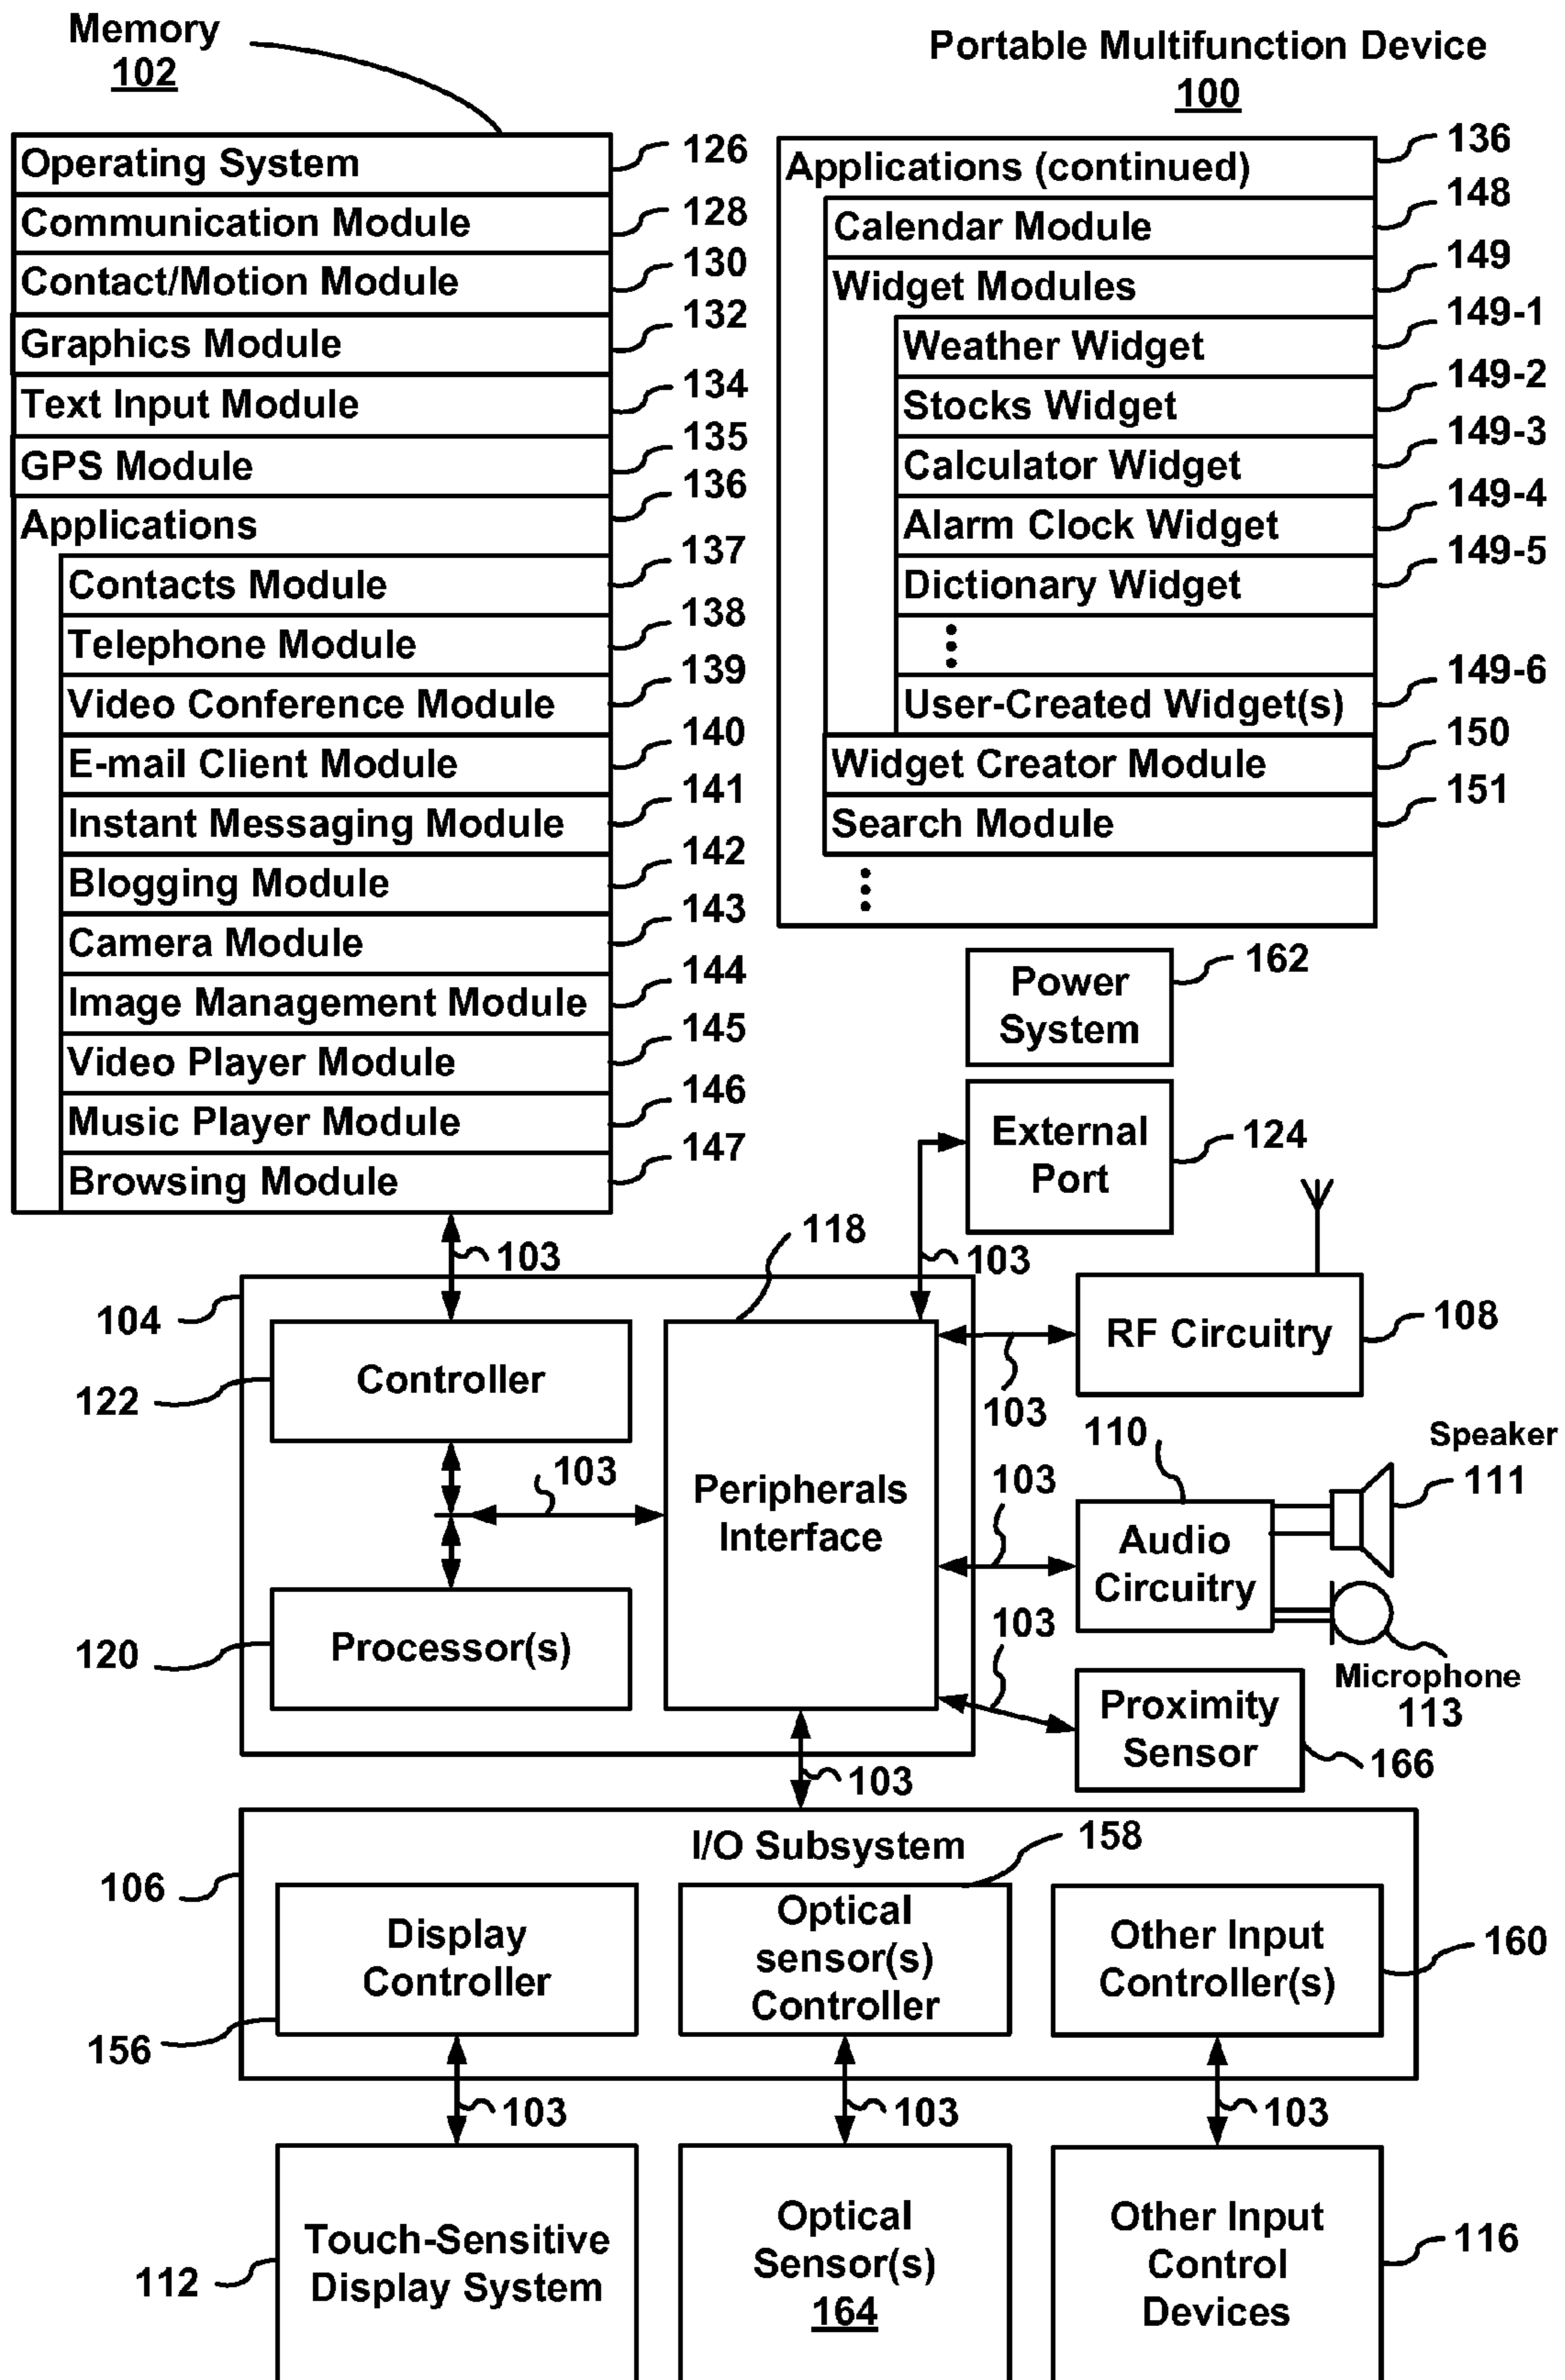 Memory
102
Portable Multifunction Device
100
Operating System
126
Communication Module
128
Contact/Motion Module
130
Graphics Module
132
Text Input Module
134
GPS Module
135
Applications
136
Contacts Module
137
Telephone Module
138
Video Conference Module
139
E-mail Client Module
140
Instant Messaging Module
141
Blogging Module
142
Camera Module
143
Image Management Module
144
Video Player Module
145
Music Player Module
146
Browsing Module
147
Applications (continued)
136
Calendar Module
148
Widget Modules
149
Weather Widget
149-1
Stocks Widget
149-2
Calculator Widget
149-3
Alarm Clock Widget
149-4
Dictionary Widget
149-5
User-Created Widget(s)
149-6
Widget Creator Module
150
Search Module
151
Power
System
162
External
Port
124
103
118
103
104
Controller
122
RF Circuitry
108
103
103
Peripherals
Interface
110
Speaker
111
103
Audio
Circuitry
Processor(s)
120
103
Microphone
113
Proximity
Sensor
166
103
I/O Subsystem
158
106
Display
Controller
156
Optical
sensor(s)
Controller
Other Input
Controller(s)
160
103
103
103
Touch-Sensitive
Display System
112
Optical
Sensor(s)
164
Other Input
Control
Devices
116